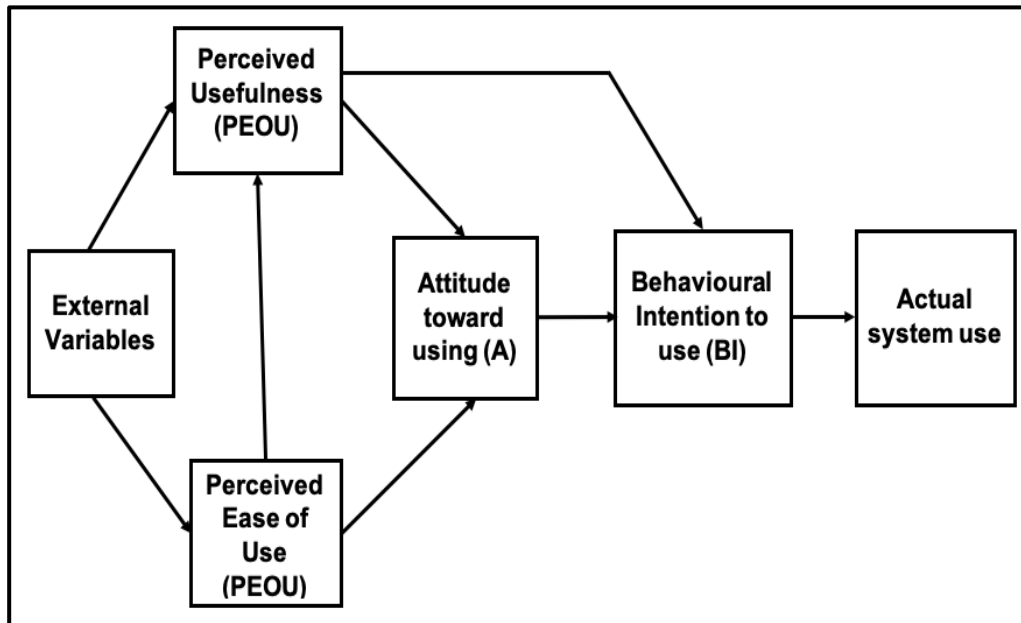 Perceived
Usefulness
(PEOU)
External
Variables
Perceived
Ease of
Use
(PEOU)
Attitude
toward
using (A)
Behavioural
Intention to
use (BI)
Actual
system use